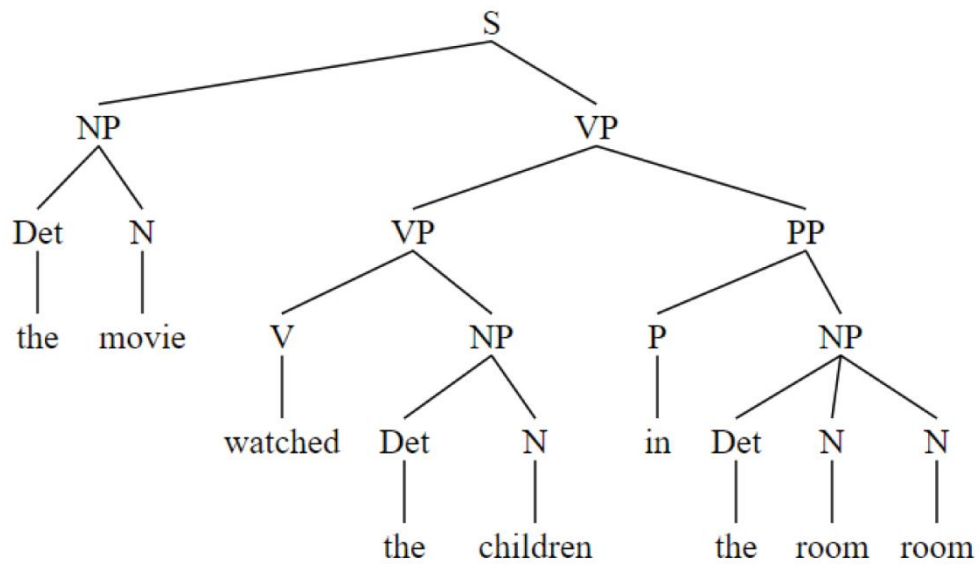 S
NP VP
Det N VP PP
the movie V NP P NP
watched Det N in Det N N
the children the room room